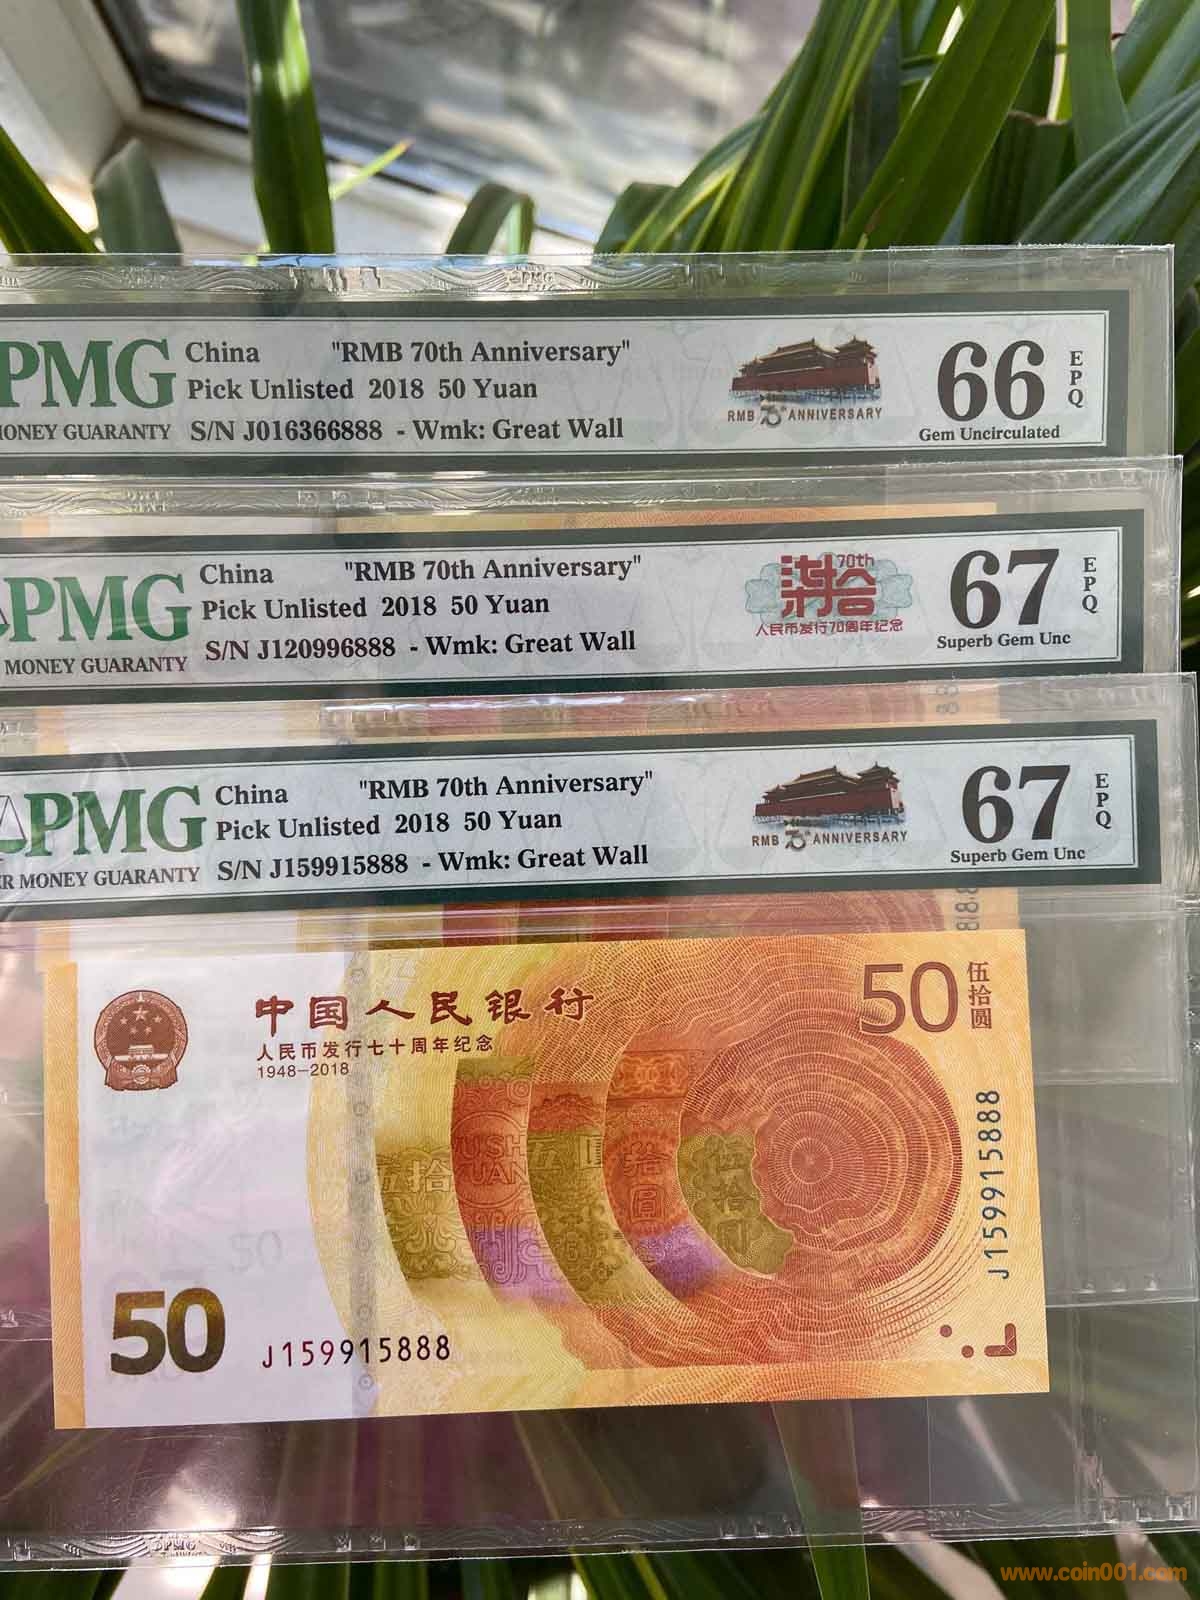 PMG
China "RMB 70th Anniversary"
Pick Unlisted 2018 50 Yuan
MONEY GUARANTY S/N J016366888 - Wmk: Great Wall
RMB 70th ANNIVERSARY
66 EPQ
Gem Uncirculated
PMG
China "RMB 70th Anniversary"
Pick Unlisted 2018 50 Yuan
MONEY GUARANTY S/N J120996888 - Wmk: Great Wall
柒拾 70th
人民币发行70周年纪念
67 EPQ
Superb Gem Unc
PMG
China "RMB 70th Anniversary"
Pick Unlisted 2018 50 Yuan
R MONEY GUARANTY S/N J159915888 - Wmk: Great Wall
RMB 70th ANNIVERSARY
67 EPQ
Superb Gem Unc
中国人民银行
人民币发行七十周年纪念
1948-2018
50 伍拾圆
J159915888
50
J159915888
PMG
www.coin001.com